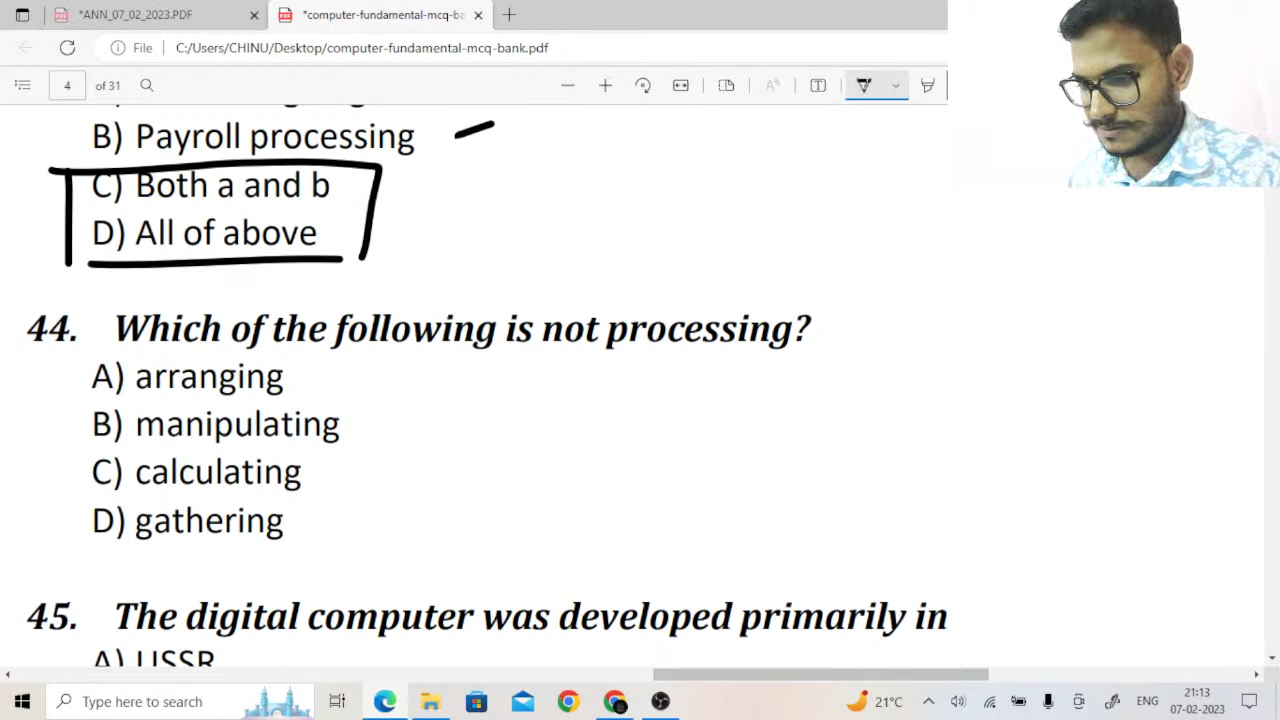 *ANN_07_02_2023.PDF
*computer-fundamental-mcq-ba
File
C:/Users/CHINU/Desktop/computer-fundamental-mcq-bank.pdf
4 of 31
B) Payroll processing
C) Both a and b
D) All of above
44. Which of the following is not processing?
A) arranging
B) manipulating
C) calculating
D) gathering
45. The digital computer was developed primarily in
A) USSR
Type here to search
21°C
ENG
21:13
07-02-2023